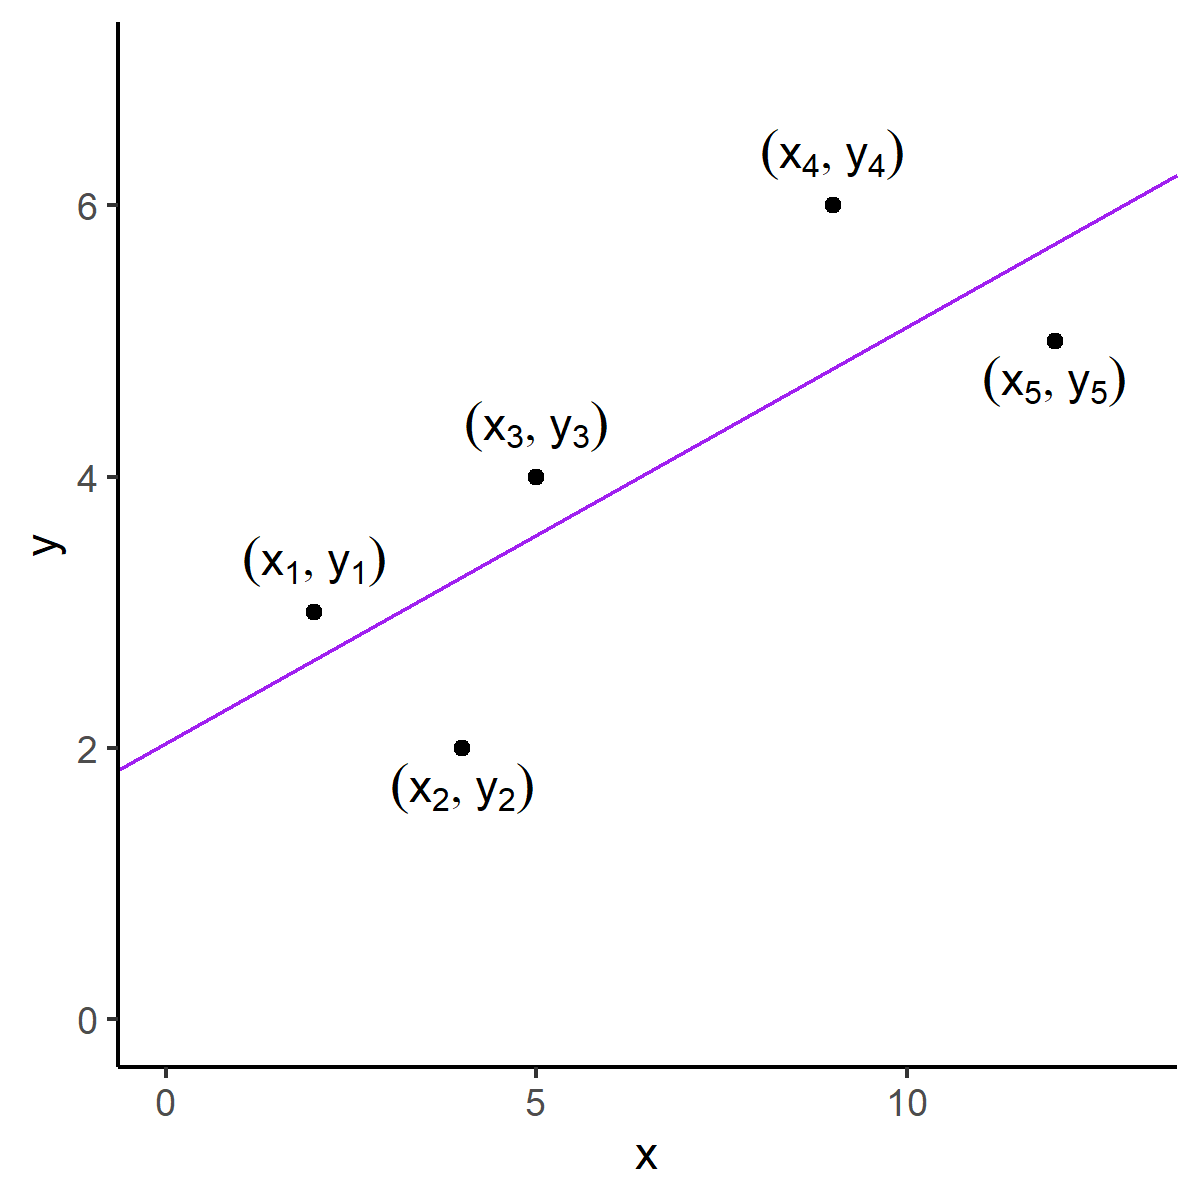 (x₄, y₄)
6
(x₅, y₅)
(x₃, y₃)
4
y
(x₁, y₁)
2
(x₂, y₂)
0
0 5 10
x